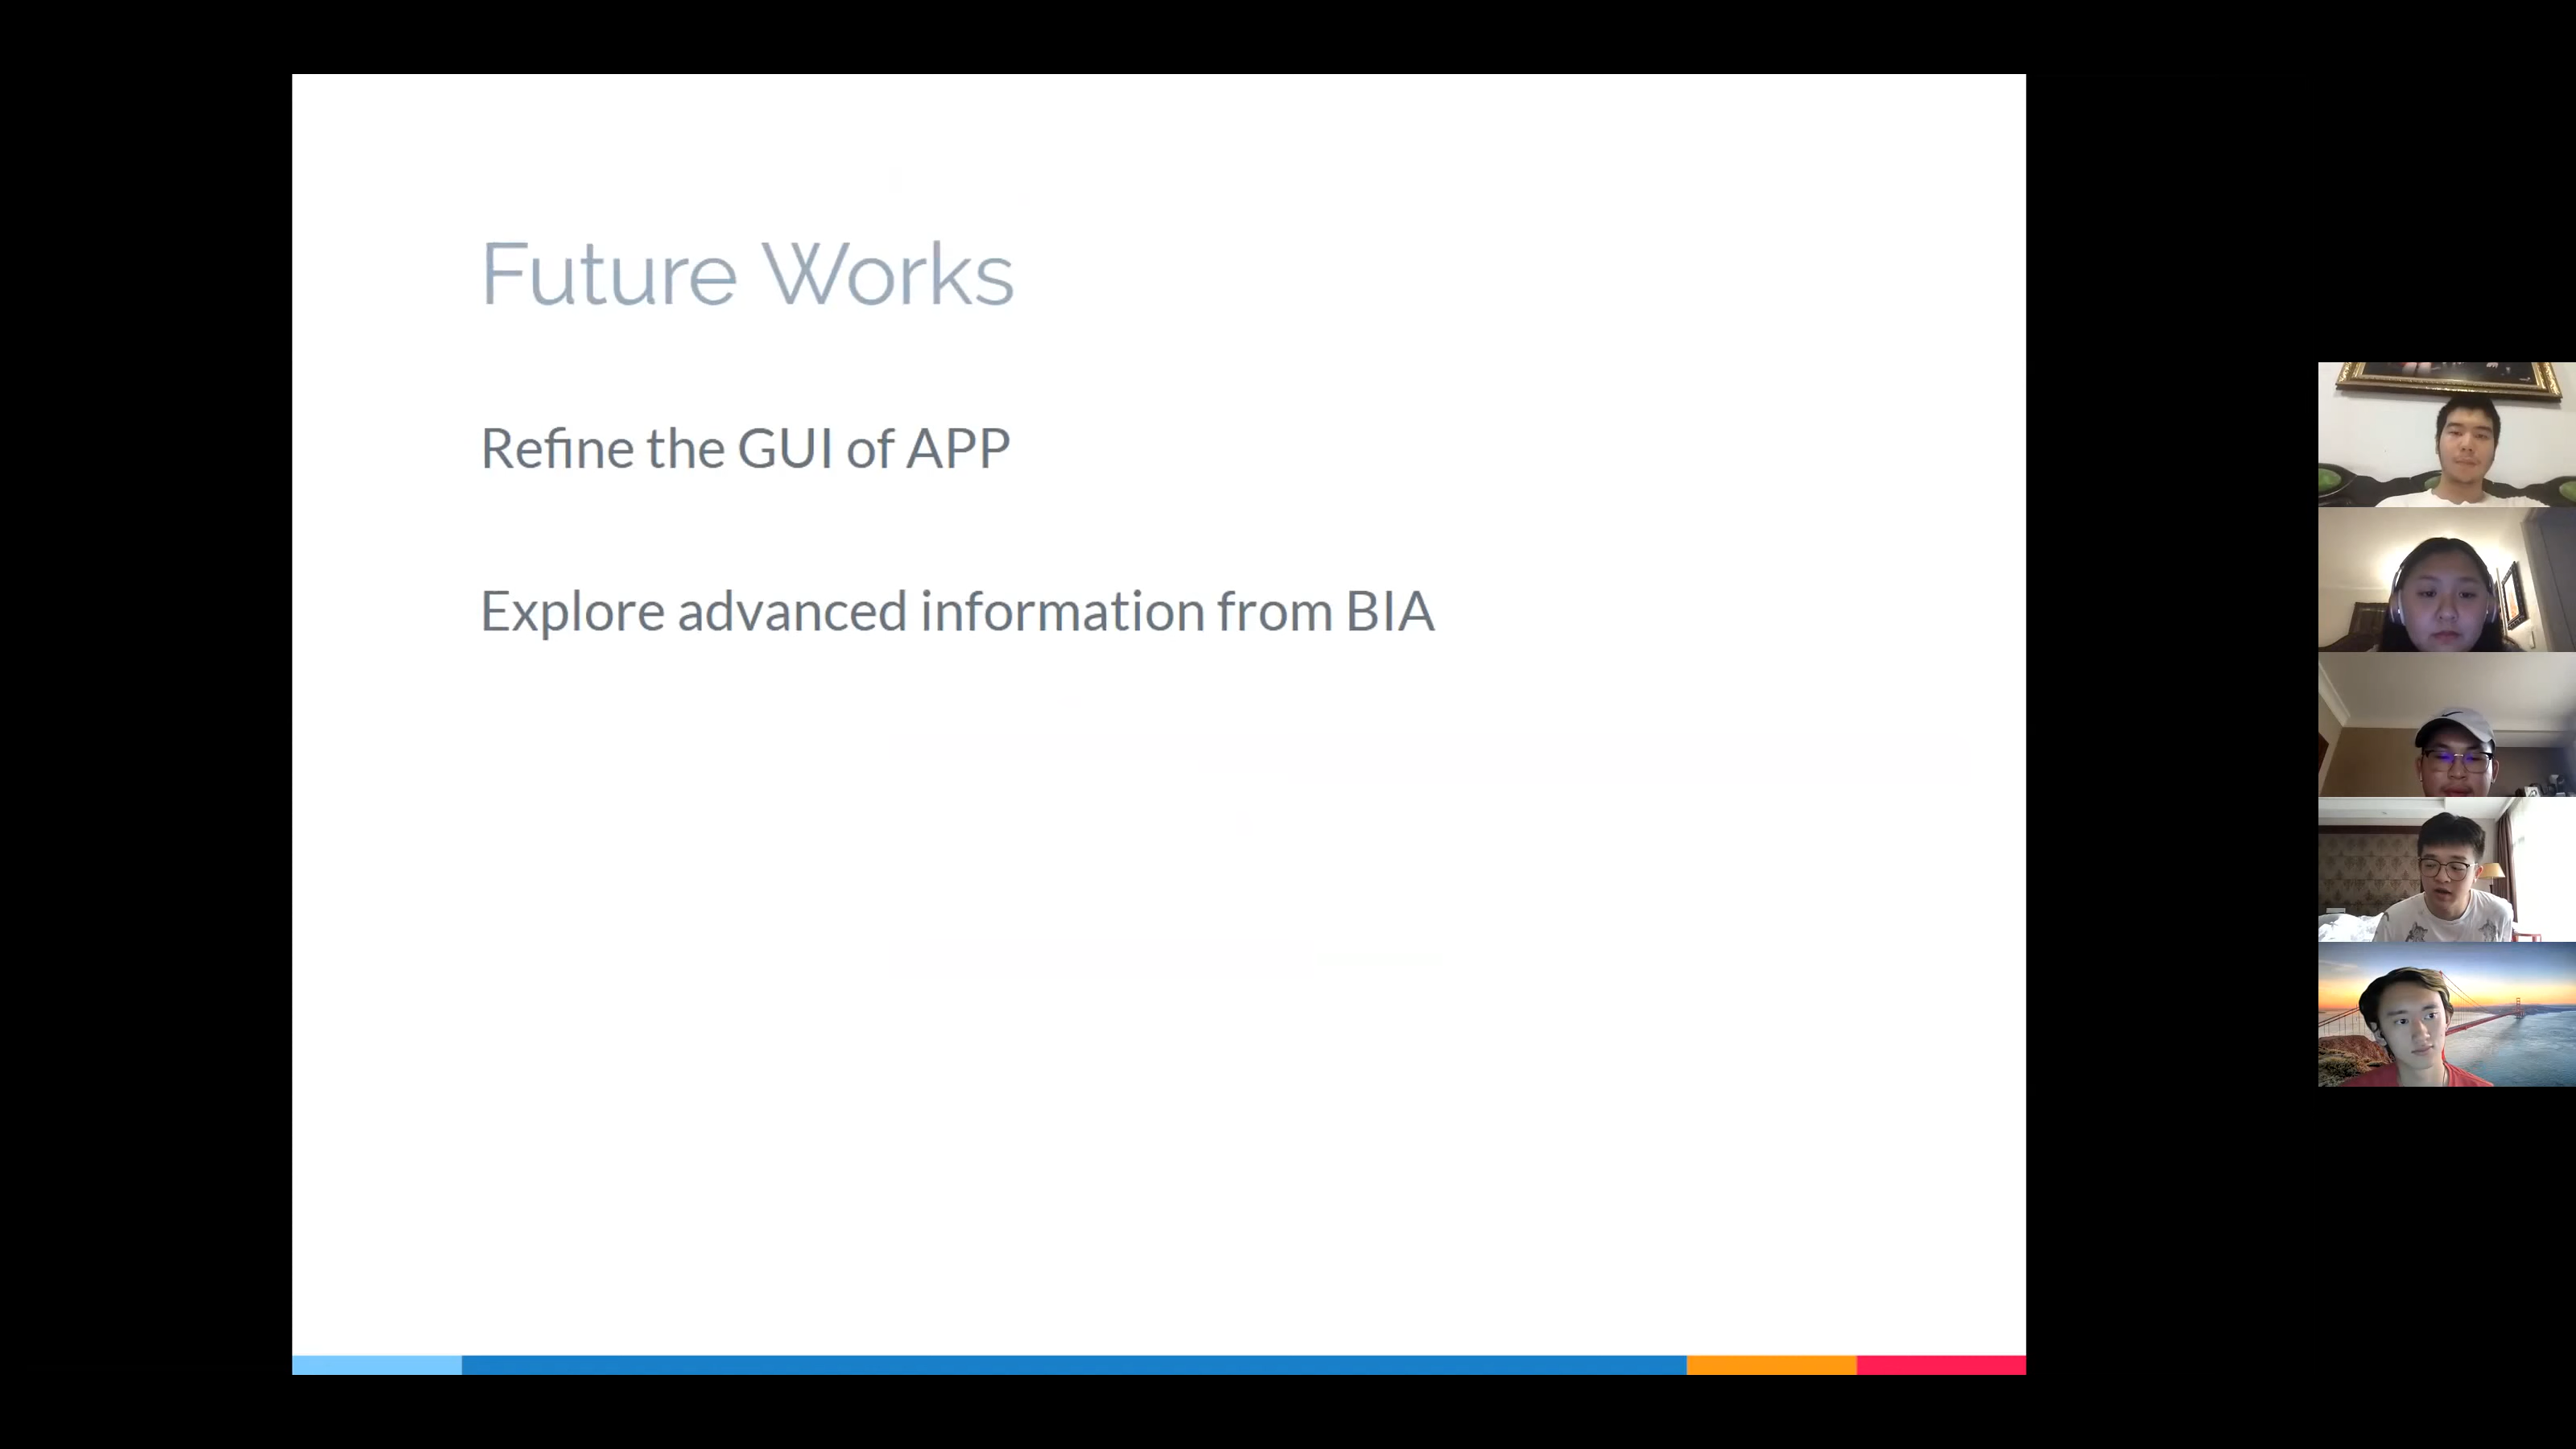 Future Works
Refine the GUI of APP
Explore advanced information from BIA